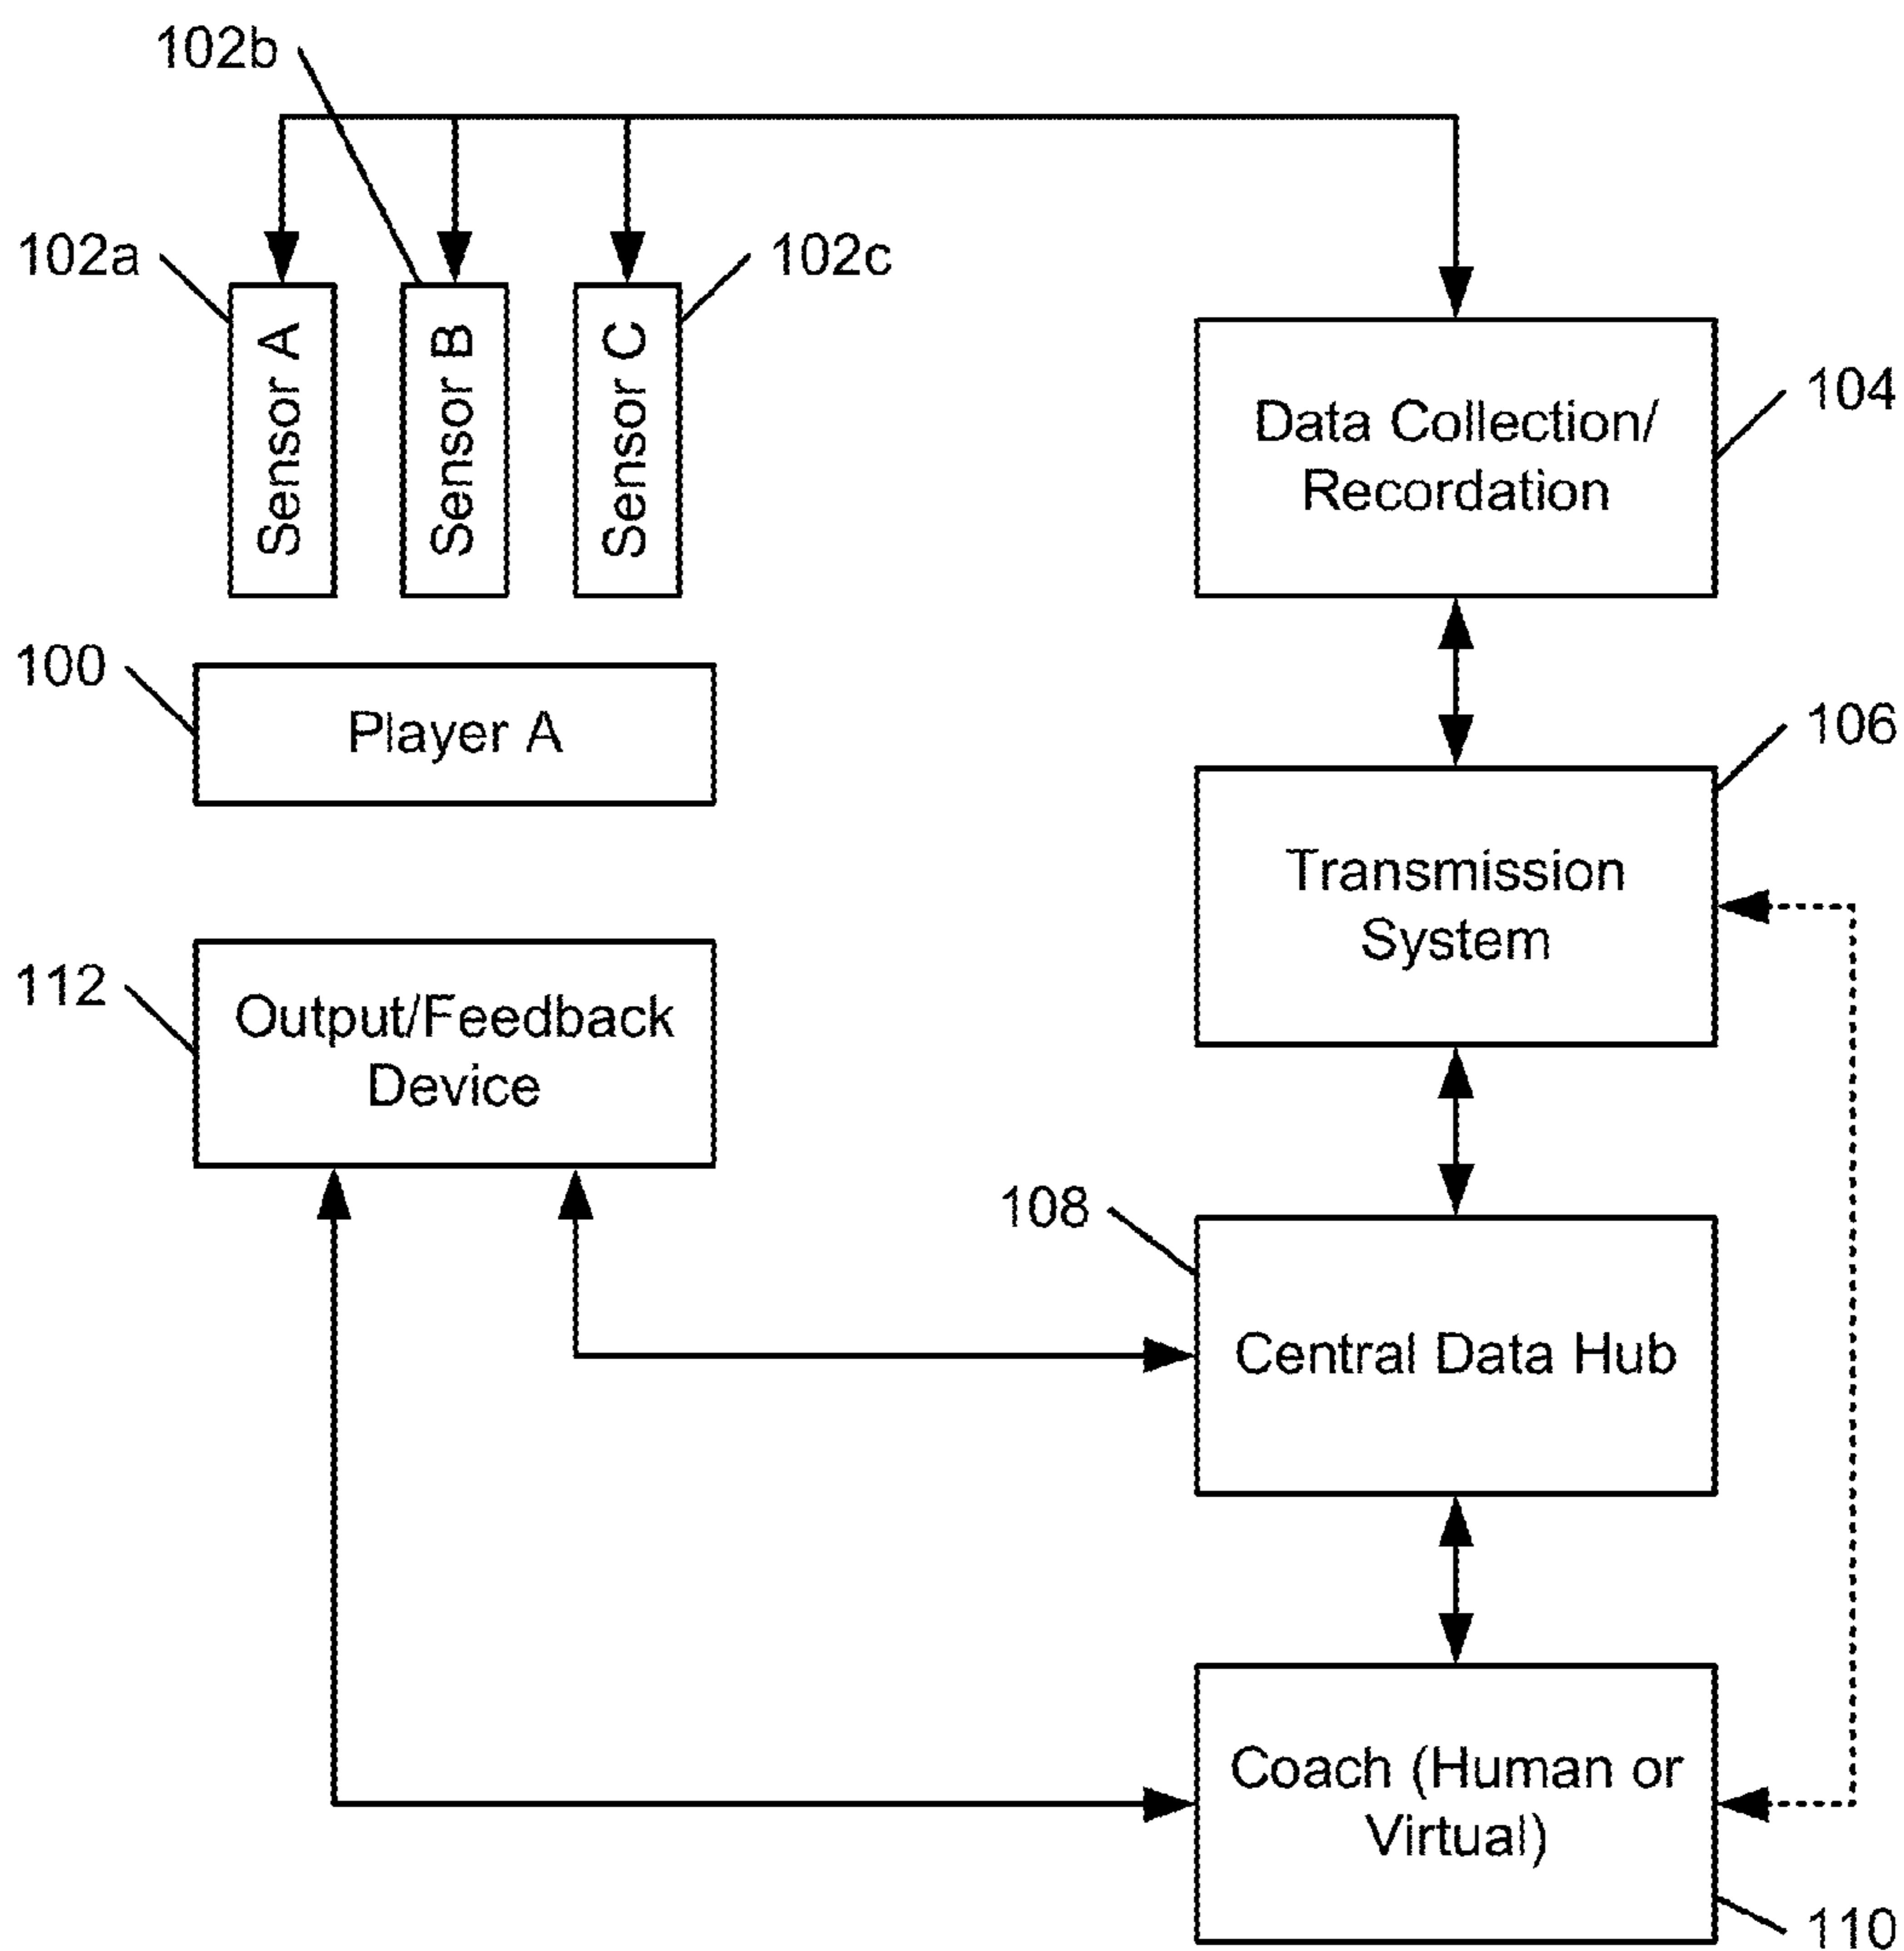 102b
102a
102c
Sensor A
Sensor B
Sensor C
104
Data Collection/
Recordation
100
Player A
106
Transmission
System
112
Output/Feedback
Device
108
Central Data Hub
Coach (Human or
Virtual)
110